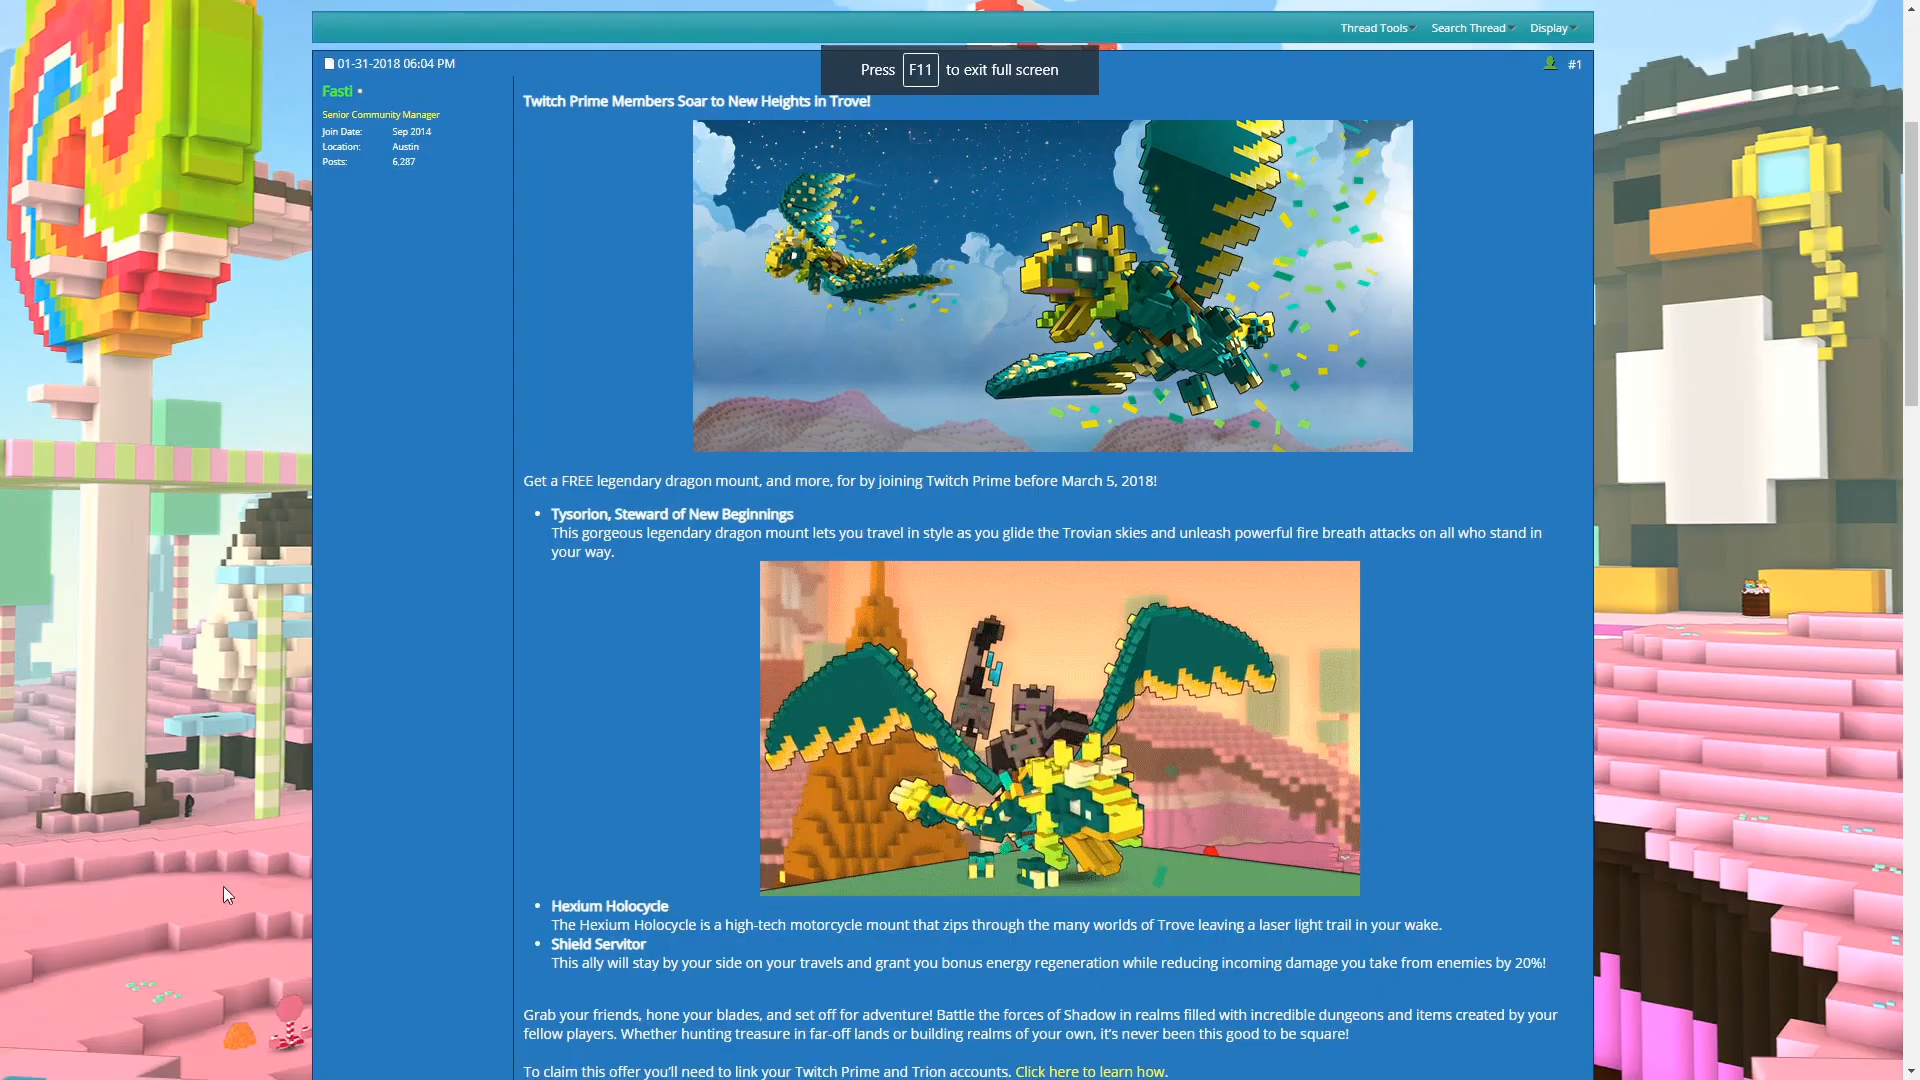 Thread Tools Search Thread Display
01-31-2018 06:04 PM #1
Press F11 to exit full screen
Fasti
Senior Community Manager
Join Date: Sep 2014
Location: Austin
Posts: 6,287
Twitch Prime Members Soar to New Heights in Trove!
Get a FREE legendary dragon mount, and more, for by joining Twitch Prime before March 5, 2018!
• Tysorion, Steward of New Beginnings
This gorgeous legendary dragon mount lets you travel in style as you glide the Trovian skies and unleash powerful fire breath attacks on all who stand in
your way.
• Hexium Holocycle
The Hexium Holocycle is a high-tech motorcycle mount that zips through the many worlds of Trove leaving a laser light trail in your wake.
• Shield Servitor
This ally will stay by your side on your travels and grant you bonus energy regeneration while reducing incoming damage you take from enemies by 20%!
Grab your friends, hone your blades, and set off for adventure! Battle the forces of Shadow in realms filled with incredible dungeons and items created by your
fellow players. Whether hunting treasure in far-off lands or building realms of your own, it's never been this good to be square!
To claim this offer you'll need to link your Twitch Prime and Trion accounts. Click here to learn how.